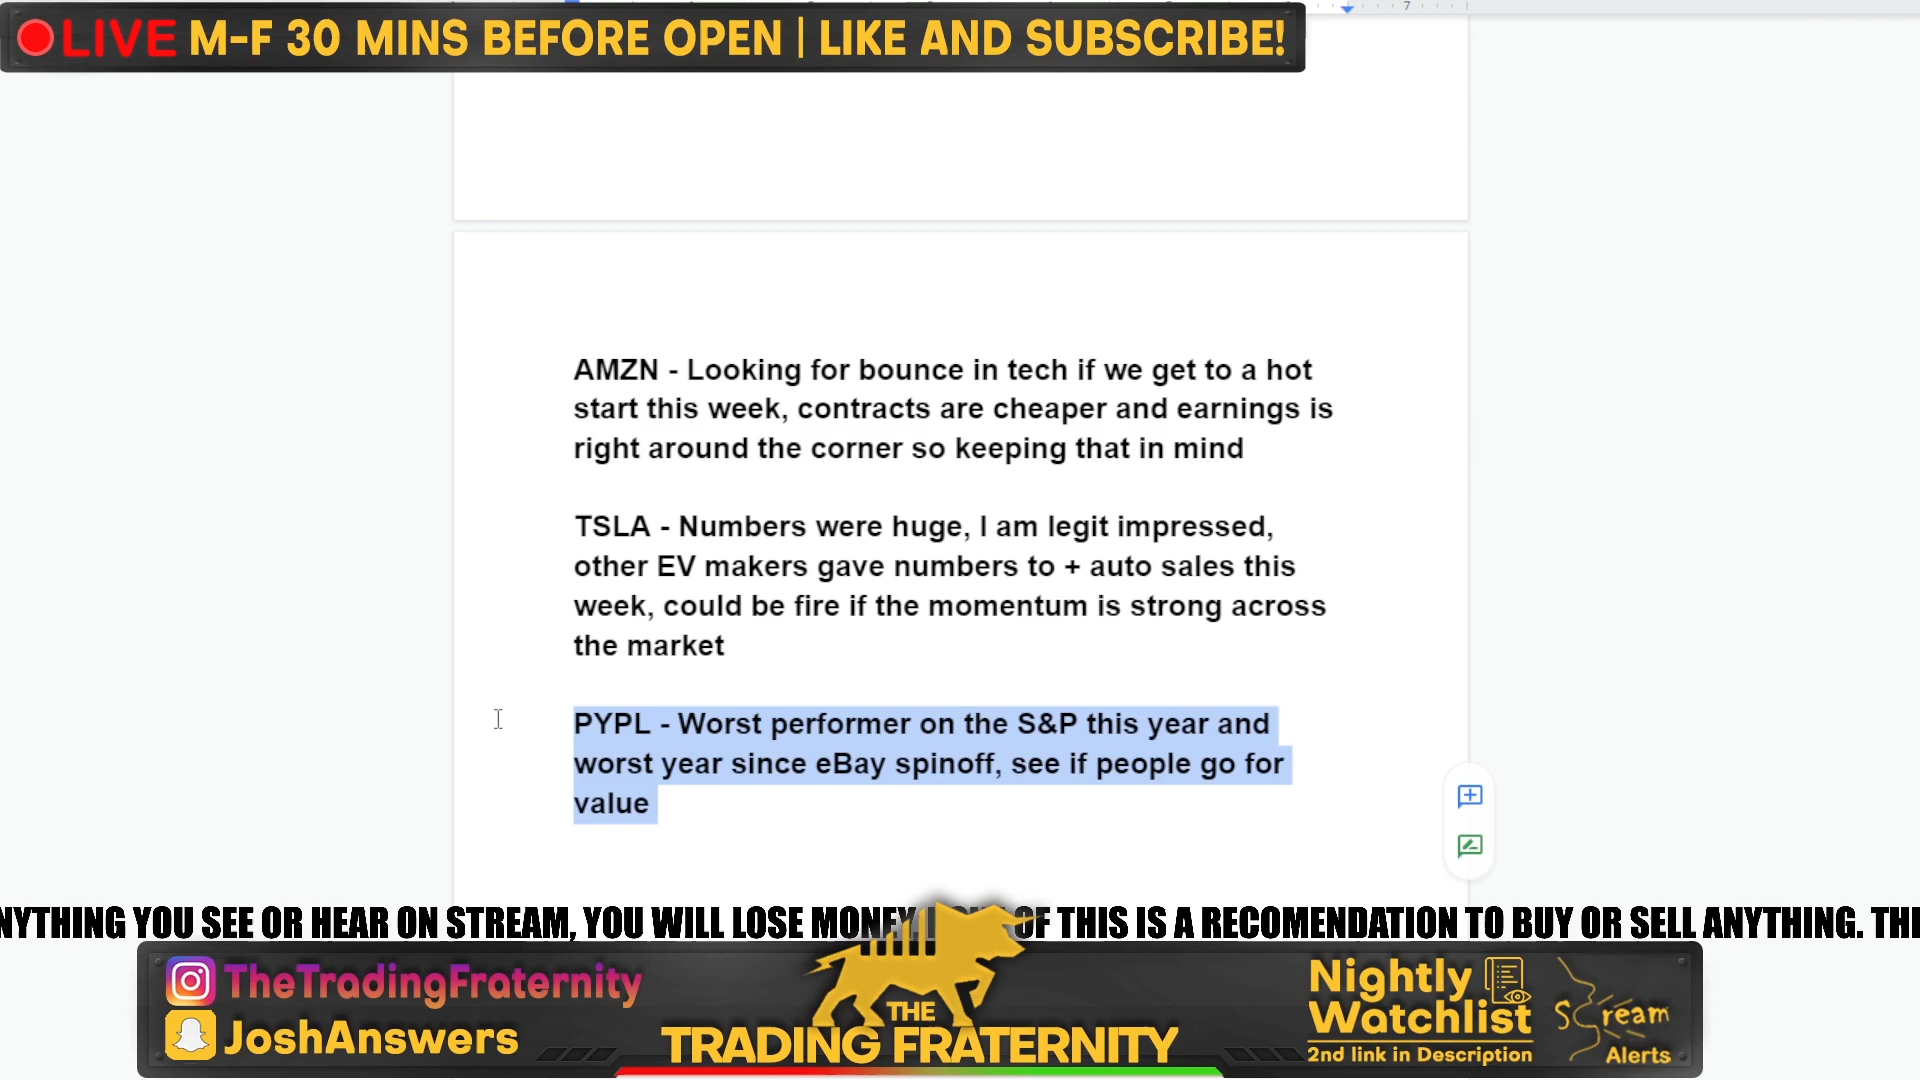 7
LIVE M-F 30 MINS BEFORE OPEN | LIKE AND SUBSCRIBE!
AMZN - Looking for bounce in tech if we get to a hot
start this week, contracts are cheaper and earnings is
right around the corner so keeping that in mind
TSLA - Numbers were huge, I am legit impressed,
other EV makers gave numbers to + auto sales this
week, could be fire if the momentum is strong across
the market
PYPL - Worst performer on the S&P this year and
worst year since eBay spinoff, see if people go for
value
NYTHING YOU SEE OR HEAR ON STREAM, YOU WILL LOSE MONEY. OF THIS IS A RECOMENDATION TO BUY OR SELL ANYTHING. THI
TheTradingFraternity
JoshAnswers
THE
TRADING FRATERNITY
Nightly
Watchlist
2nd link in Description
Scream
Alerts